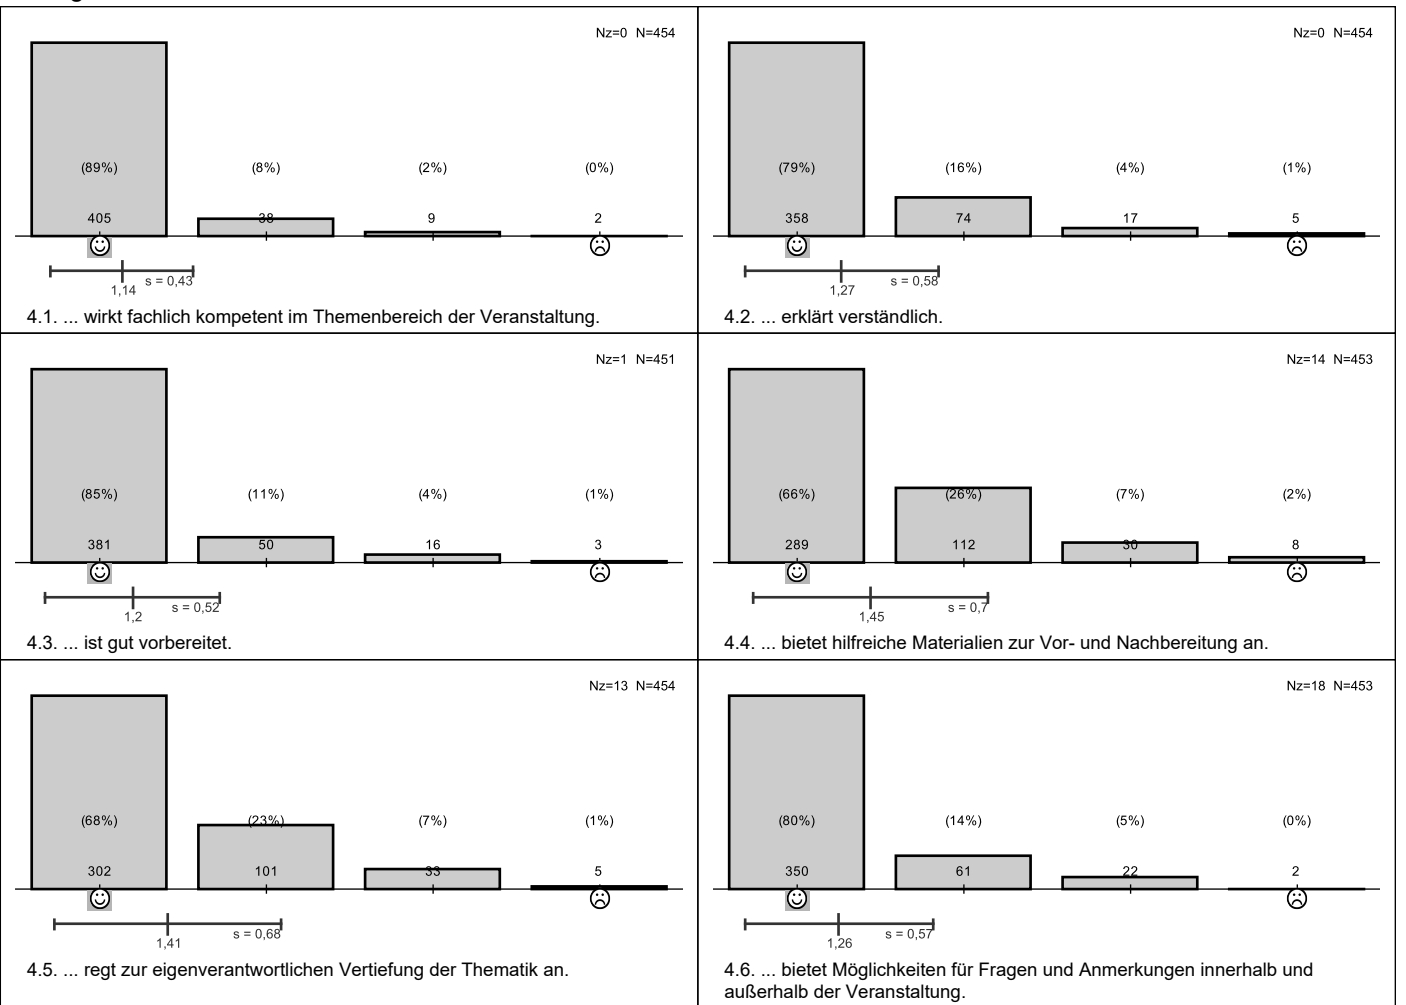 Nz=0 N=454
(89%) (8%) (2%) (0%)
405 38 9 2
s = 0,43
1,14
4.1. ... wirkt fachlich kompetent im Themenbereich der Veranstaltung.
Nz=0 N=454
(79%) (16%) (4%) (1%)
358 74 17 5
s = 0,58
1,27
4.2. ... erklärt verständlich.
Nz=1 N=451
(85%) (11%) (4%) (1%)
381 50 16 3
s = 0,52
1,2
4.3. ... ist gut vorbereitet.
Nz=14 N=453
(66%) (26%) (7%) (2%)
289 112 30 8
s = 0,7
1,45
4.4. ... bietet hilfreiche Materialien zur Vor- und Nachbereitung an.
Nz=13 N=454
(68%) (23%) (7%) (1%)
302 101 33 5
s = 0,68
1,41
4.5. ... regt zur eigenverantwortlichen Vertiefung der Thematik an.
Nz=18 N=453
(80%) (14%) (5%) (0%)
350 61 22 2
s = 0,57
1,26
4.6. ... bietet Möglichkeiten für Fragen und Anmerkungen innerhalb und
außerhalb der Veranstaltung.